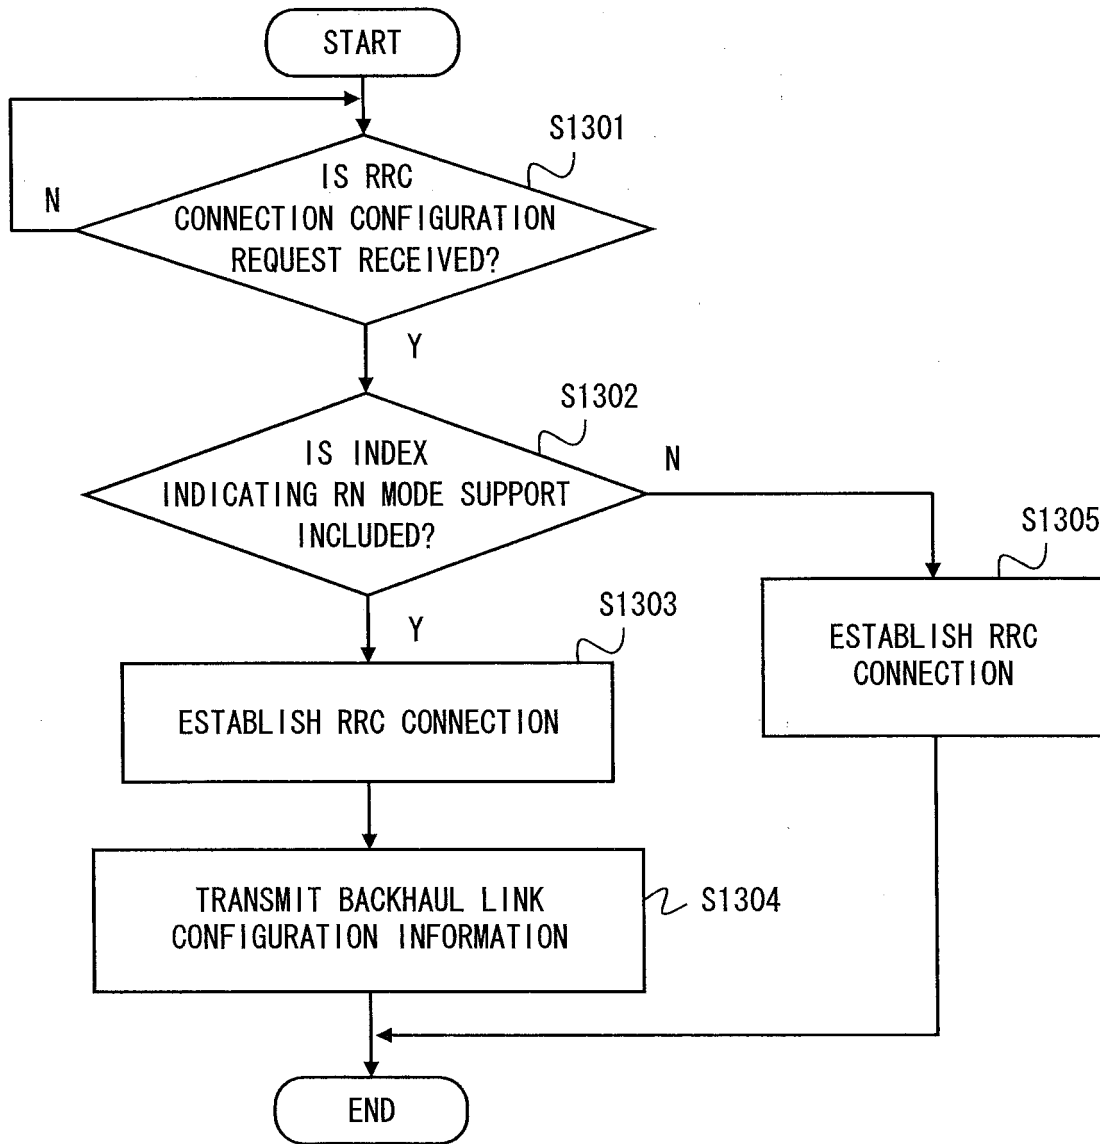 START
S1301
IS RRC
CONNECTION CONFIGURATION
REQUEST RECEIVED?
N
Y
S1302
IS INDEX
INDICATING RN MODE SUPPORT
INCLUDED?
N
Y
S1305
ESTABLISH RRC
CONNECTION
S1303
ESTABLISH RRC CONNECTION
S1304
TRANSMIT BACKHAUL LINK
CONFIGURATION INFORMATION
END